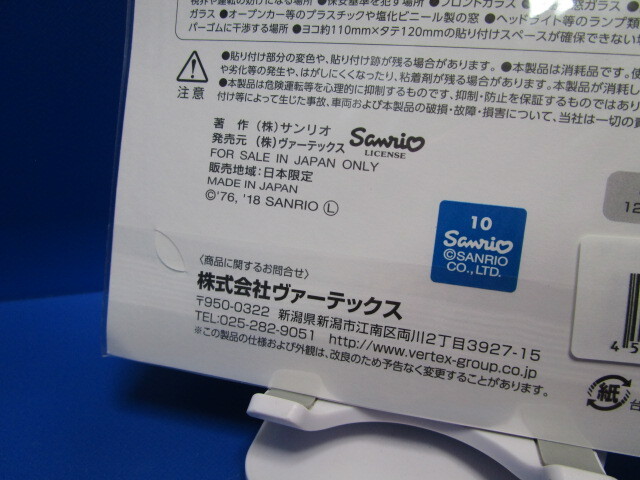 視界や運転の妨げになる場所 ●保安基準を犯す場所 ●フロントガラス
ガラス ●オープンカー等のプラスチックや塩化ビニール製の窓 ●ヘッドライト等のランプ類
バーゴムに干渉する場所 ●ヨコ約110mm×タテ120mmの貼り付けスペースが確保できない
●貼り付け部分の変色や、貼り付け跡が残る場合があります。 ●本製品は消耗品です。
や劣化等の発生や、はがしにくくなったり、粘着剤が残る場合があります。
●本製品は危険運転等を心理的に抑制するものです、抑制・防止を保証するものではあり
付け等によって生じた事故、車両および本製品の破損・故障・損害について、当社は一切の
注意
著 作 (株)サンリオ
発売元 (株)ヴァーテックス
Sanrio
LICENSE
FOR SALE IN JAPAN ONLY
販売地域:日本限定
MADE IN JAPAN
©'76, '18 SANRIO Ⓛ
10
Sanrio
©SANRIO
CO., LTD.
12
〈商品に関するお問合せ〉
株式会社ヴァーテックス
〒950-0322 新潟県新潟市江南区両川2丁目3927-15
TEL:025-282-9051 http://www.vertex-group.co.jp
※この製品の仕様および外観は、改良のため予告なく変更することがあります。
4 5
紙
台